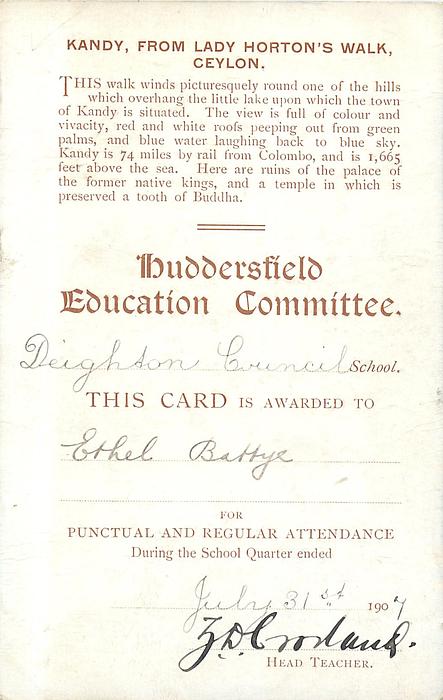 KANDY, FROM LADY HORTON'S WALK,
CEYLON.
THIS walk winds picturesquely round one of the hills
which overhang the little lake upon which the town
of Kandy is situated. The view is full of colour and
vivacity, red and white roofs peeping out from green
palms, and blue water laughing back to blue sky.
Kandy is 74 miles by rail from Colombo, and is 1,665
feet above the sea. Here are ruins of the palace of
the former native kings, and a temple in which is
preserved a tooth of Buddha.
Huddersfield
Education Committee.
Deighton Council School.
THIS CARD IS AWARDED TO
Ethel Battye
FOR
PUNCTUAL AND REGULAR ATTENDANCE
During the School Quarter ended
July 31st 1907
HEAD TEACHER.